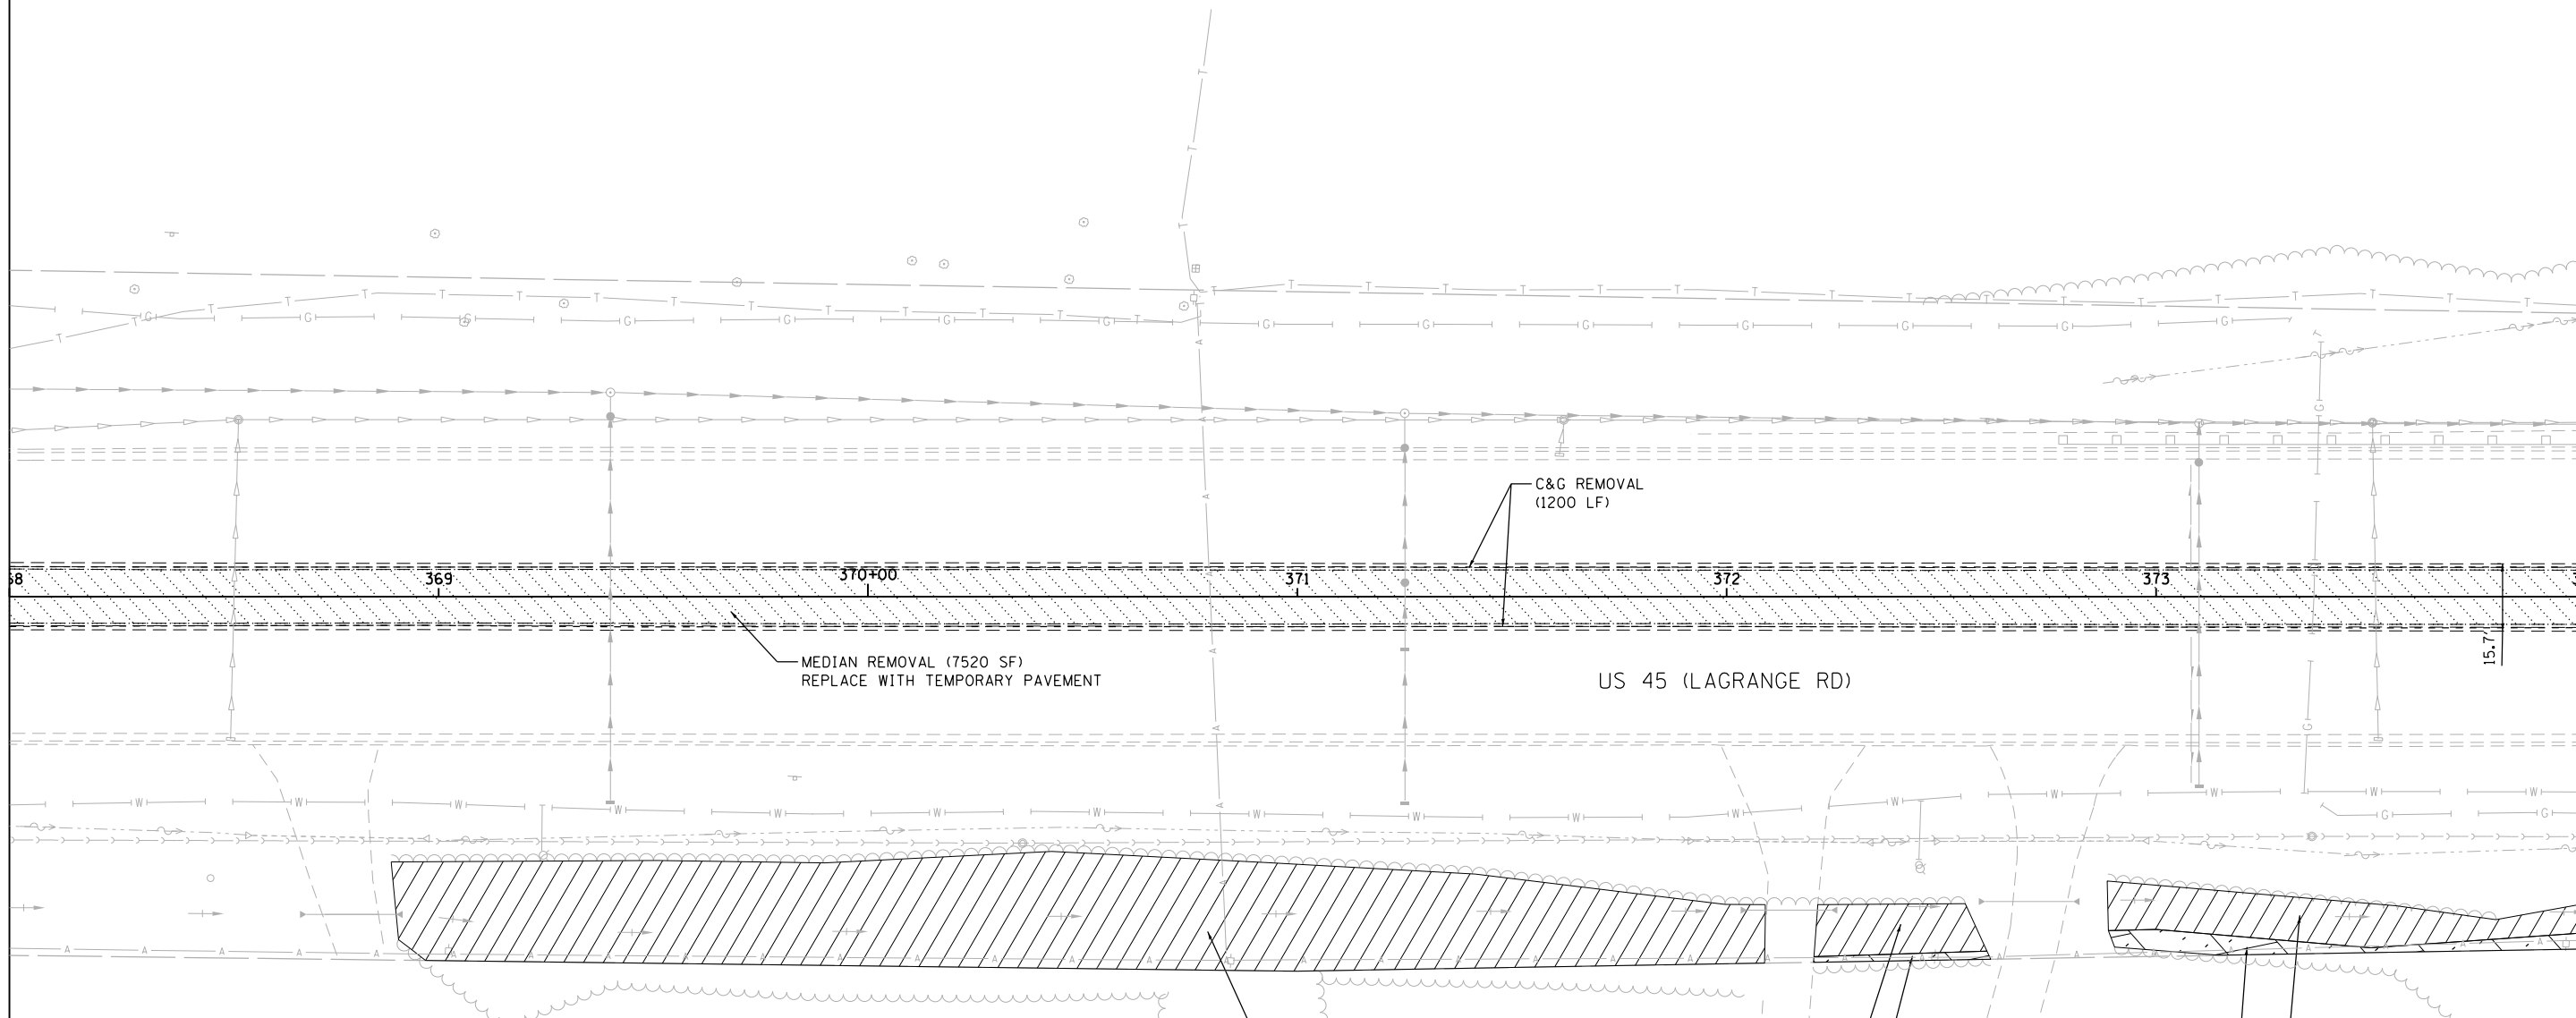 C&G REMOVAL
(1200 LF)
68 369 370+00 371 372 373
MEDIAN REMOVAL (7520 SF)
REPLACE WITH TEMPORARY PAVEMENT
US 45 (LAGRANGE RD)
15.7'
T T T T
T T T T T T T T T T T T T T T
T T T T T T T T T T T T T T T T T T
G G G G G G G G G G G G G G
A A A A A A A A
G G
W W W W W W W W W W W W W W W W
G G
A A A A A A A A A A A A A A A A A A A A A A A A A A A A A